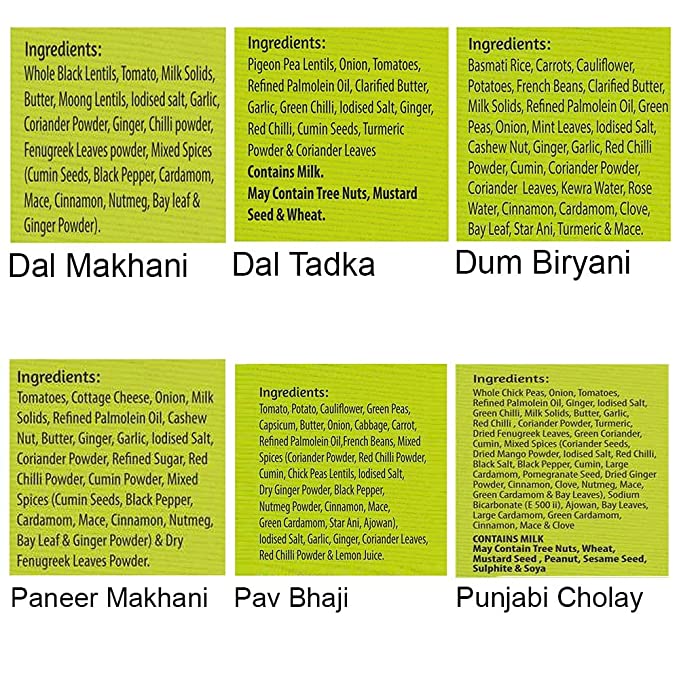 Ingredients:
Whole Black Lentils, Tomato, Milk Solids,
Butter, Moong Lentils, Iodised salt, Garlic,
Coriander Powder, Ginger, Chilli powder,
Fenugreek Leaves powder, Mixed Spices
(Cumin Seeds, Black Pepper, Cardamom,
Mace, Cinnamon, Nutmeg, Bay leaf &
Ginger Powder).
Dal Makhani
Ingredients:
Pigeon Pea Lentils, Onion, Tomatoes,
Refined Palmolein Oil, Clarified Butter,
Garlic, Green Chilli, Iodised Salt, Ginger,
Red Chilli, Cumin Seeds, Turmeric
Powder & Coriander Leaves
Contains Milk.
May Contain Tree Nuts, Mustard
Seed & Wheat.
Dal Tadka
Ingredients:
Basmati Rice, Carrots, Cauliflower,
Potatoes, French Beans, Clarified Butter,
Milk Solids, Refined Palmolein Oil, Green
Peas, Onion, Mint Leaves, Iodised Salt,
Cashew Nut, Ginger, Garlic, Red Chilli
Powder, Cumin, Coriander Powder,
Coriander Leaves, Kewra Water, Rose
Water, Cinnamon, Cardamom, Clove,
Bay Leaf, Star Ani, Turmeric & Mace.
Dum Biryani
Ingredients:
Tomatoes, Cottage Cheese, Onion, Milk
Solids, Refined Palmolein Oil, Cashew
Nut, Butter, Ginger, Garlic, Iodised Salt,
Coriander Powder, Refined Sugar, Red
Chilli Powder, Cumin Powder, Mixed
Spices (Cumin Seeds, Black Pepper,
Cardamom, Mace, Cinnamon, Nutmeg,
Bay Leaf & Ginger Powder) & Dry
Fenugreek Leaves Powder.
Paneer Makhani
Ingredients:
Tomato, Potato, Cauliflower, Green Peas,
Capsicum, Butter, Onion, Cabbage, Carrot,
Refined Palmolein Oil,French Beans, Mixed
Spices (Coriander Powder, Red Chilli Powder,
Cumin, Chick Peas Lentils, Iodised Salt,
Dry Ginger Powder, Black Pepper,
Nutmeg Powder, Cinnamon, Mace,
Green Cardamom, Star Ani, Ajowan),
Iodised Salt, Garlic, Ginger, Coriander Leaves,
Red Chilli Powder & Lemon Juice.
Pav Bhaji
Ingredients:
Whole Chick Peas, Onion, Tomatoes,
Refined Palmolein Oil, Ginger, Iodised Salt,
Green Chilli, Milk Solids, Butter, Garlic,
Red Chilli , Coriander Powder, Turmeric,
Dried Fenugreek Leaves, Green Coriander,
Cumin, Mixed Spices (Coriander Seeds,
Dried Mango Powder, Iodised Salt, Red Chilli,
Black Salt, Black Pepper, Cumin, Large
Cardamom, Pomegranate Seed, Dried Ginger
Powder, Cinnamon, Clove, Nutmeg, Mace,
Green Cardamom & Bay Leaves), Sodium
Bicarbonate (E 500 ii), Ajowan, Bay Leaves,
Large Cardamom, Green Cardamom,
Cinnamon, Mace & Clove
CONTAINS MILK
May Contain Tree Nuts, Wheat,
Mustard Seed , Peanut, Sesame Seed,
Sulphite & Soya
Punjabi Cholay